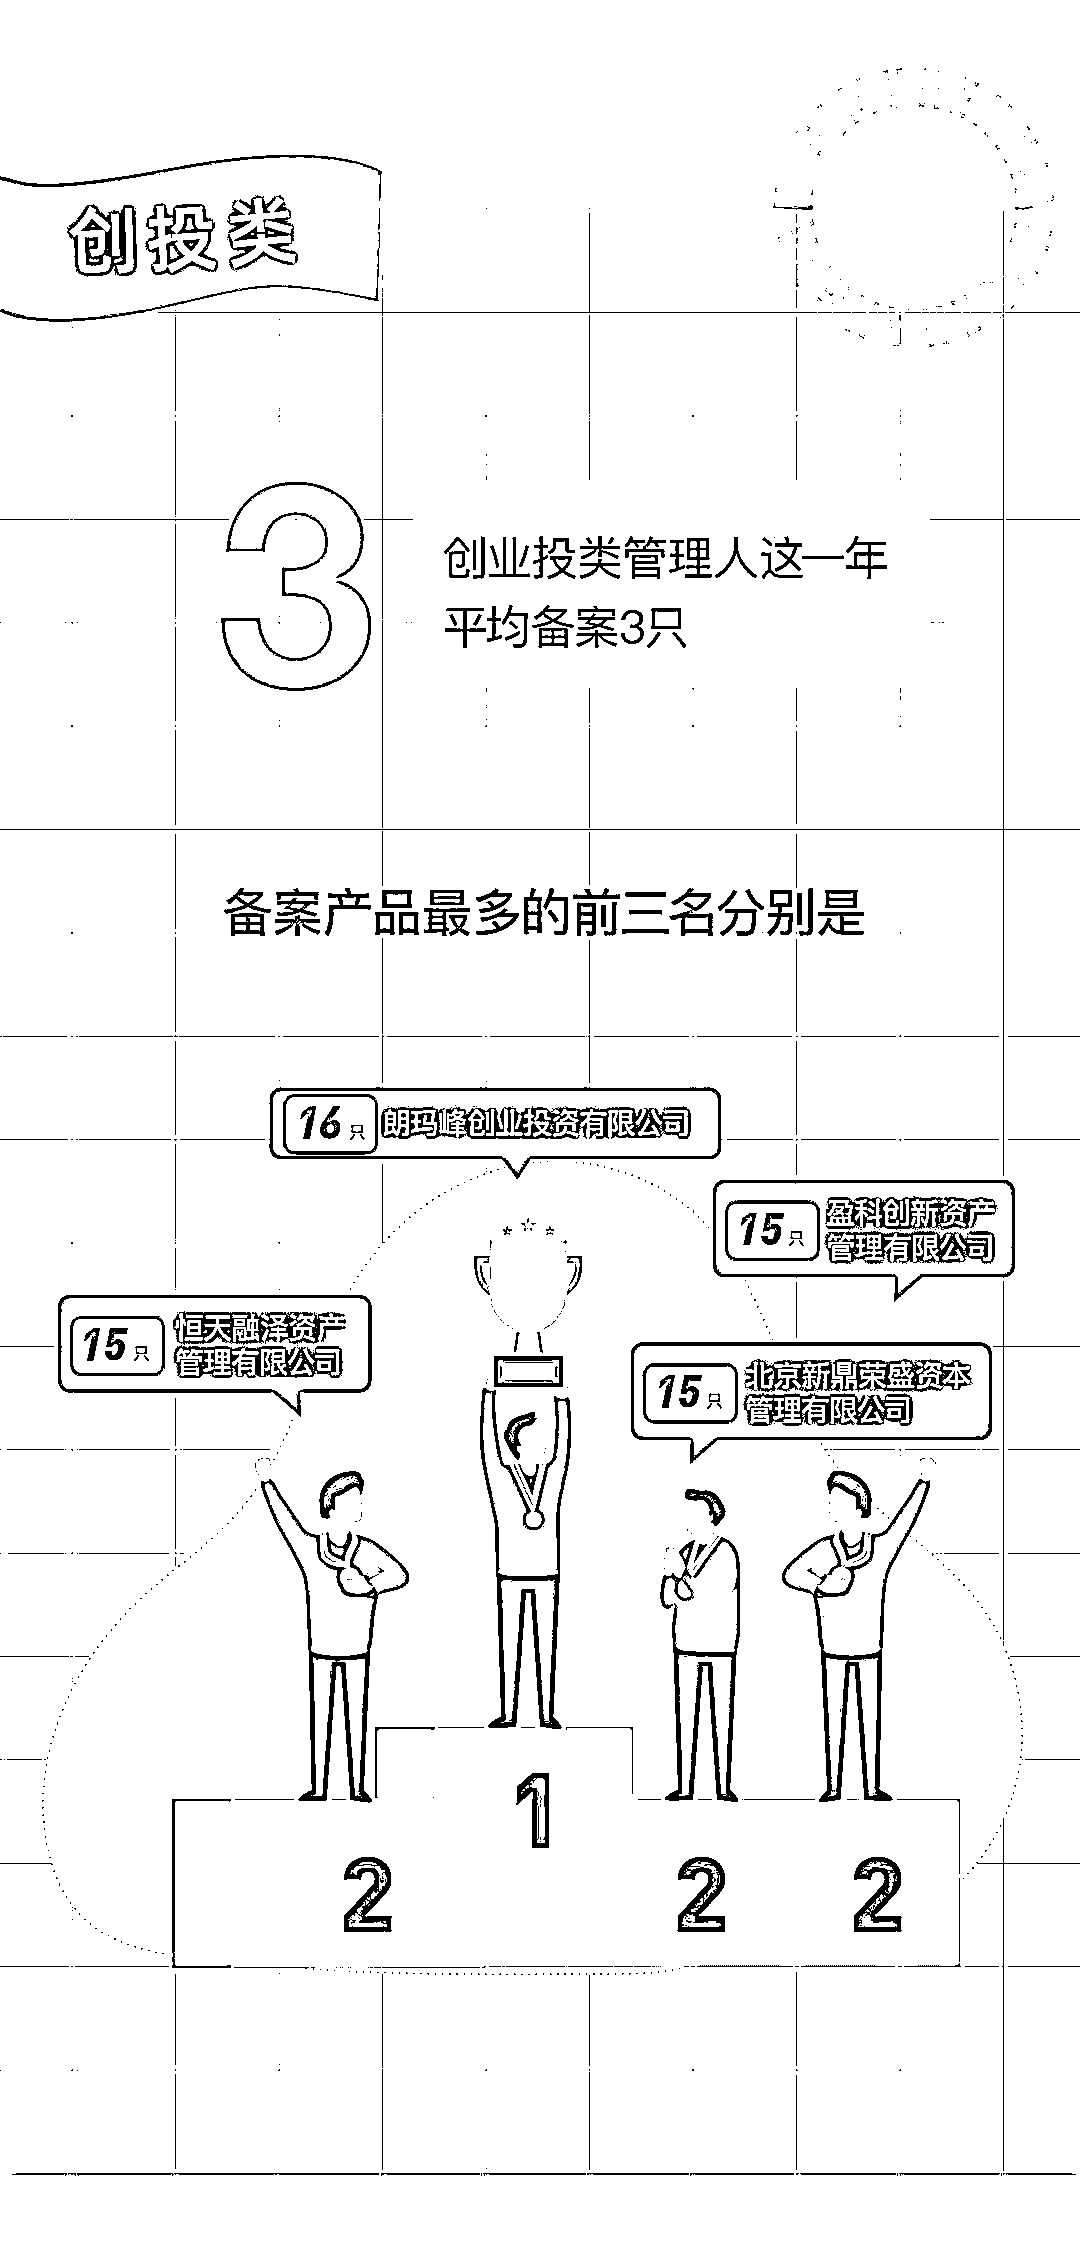 创投类
3
创业投类管理人这一年
平均备案3只
备案产品最多的前三名分别是
16只 朗玛峰创业投资有限公司
15只 盈科创新资产
管理有限公司
15只 恒天融泽资产
管理有限公司
15只 北京新鼎荣盛资本
管理有限公司
1
2
2
2